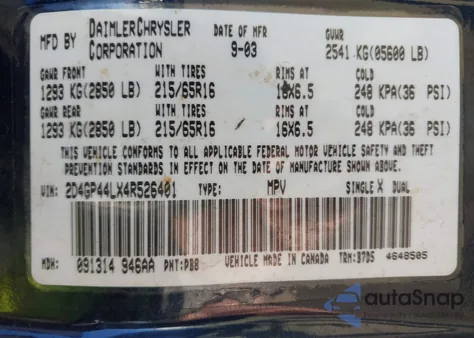 MFD BY DAIMLERCHRYSLER CORPORATION DATE OF MFR 9-03 GVWR 2541 KG(05600 LB)
GAWR FRONT WITH TIRES RIMS AT COLD
1293 KG(2850 LB) 215/65R16 16X6.5 248 KPA(36 PSI)
GAWR REAR WITH TIRES RIMS AT COLD
1293 KG(2850 LB) 215/65R16 16X6.5 248 KPA(36 PSI)
THIS VEHICLE CONFORMS TO ALL APPLICABLE FEDERAL MOTOR VEHICLE SAFETY AND THEFT
PREVENTION STANDARDS IN EFFECT ON THE DATE OF MANUFACTURE SHOWN ABOVE.
VIN: 2D4GP44LX4R526401 TYPE: MPV SINGLE X DUAL
MDH: 091314 946AA PNT:PBB VEHICLE MADE IN CANADA TRM:B7D5 4648505
autoSnap